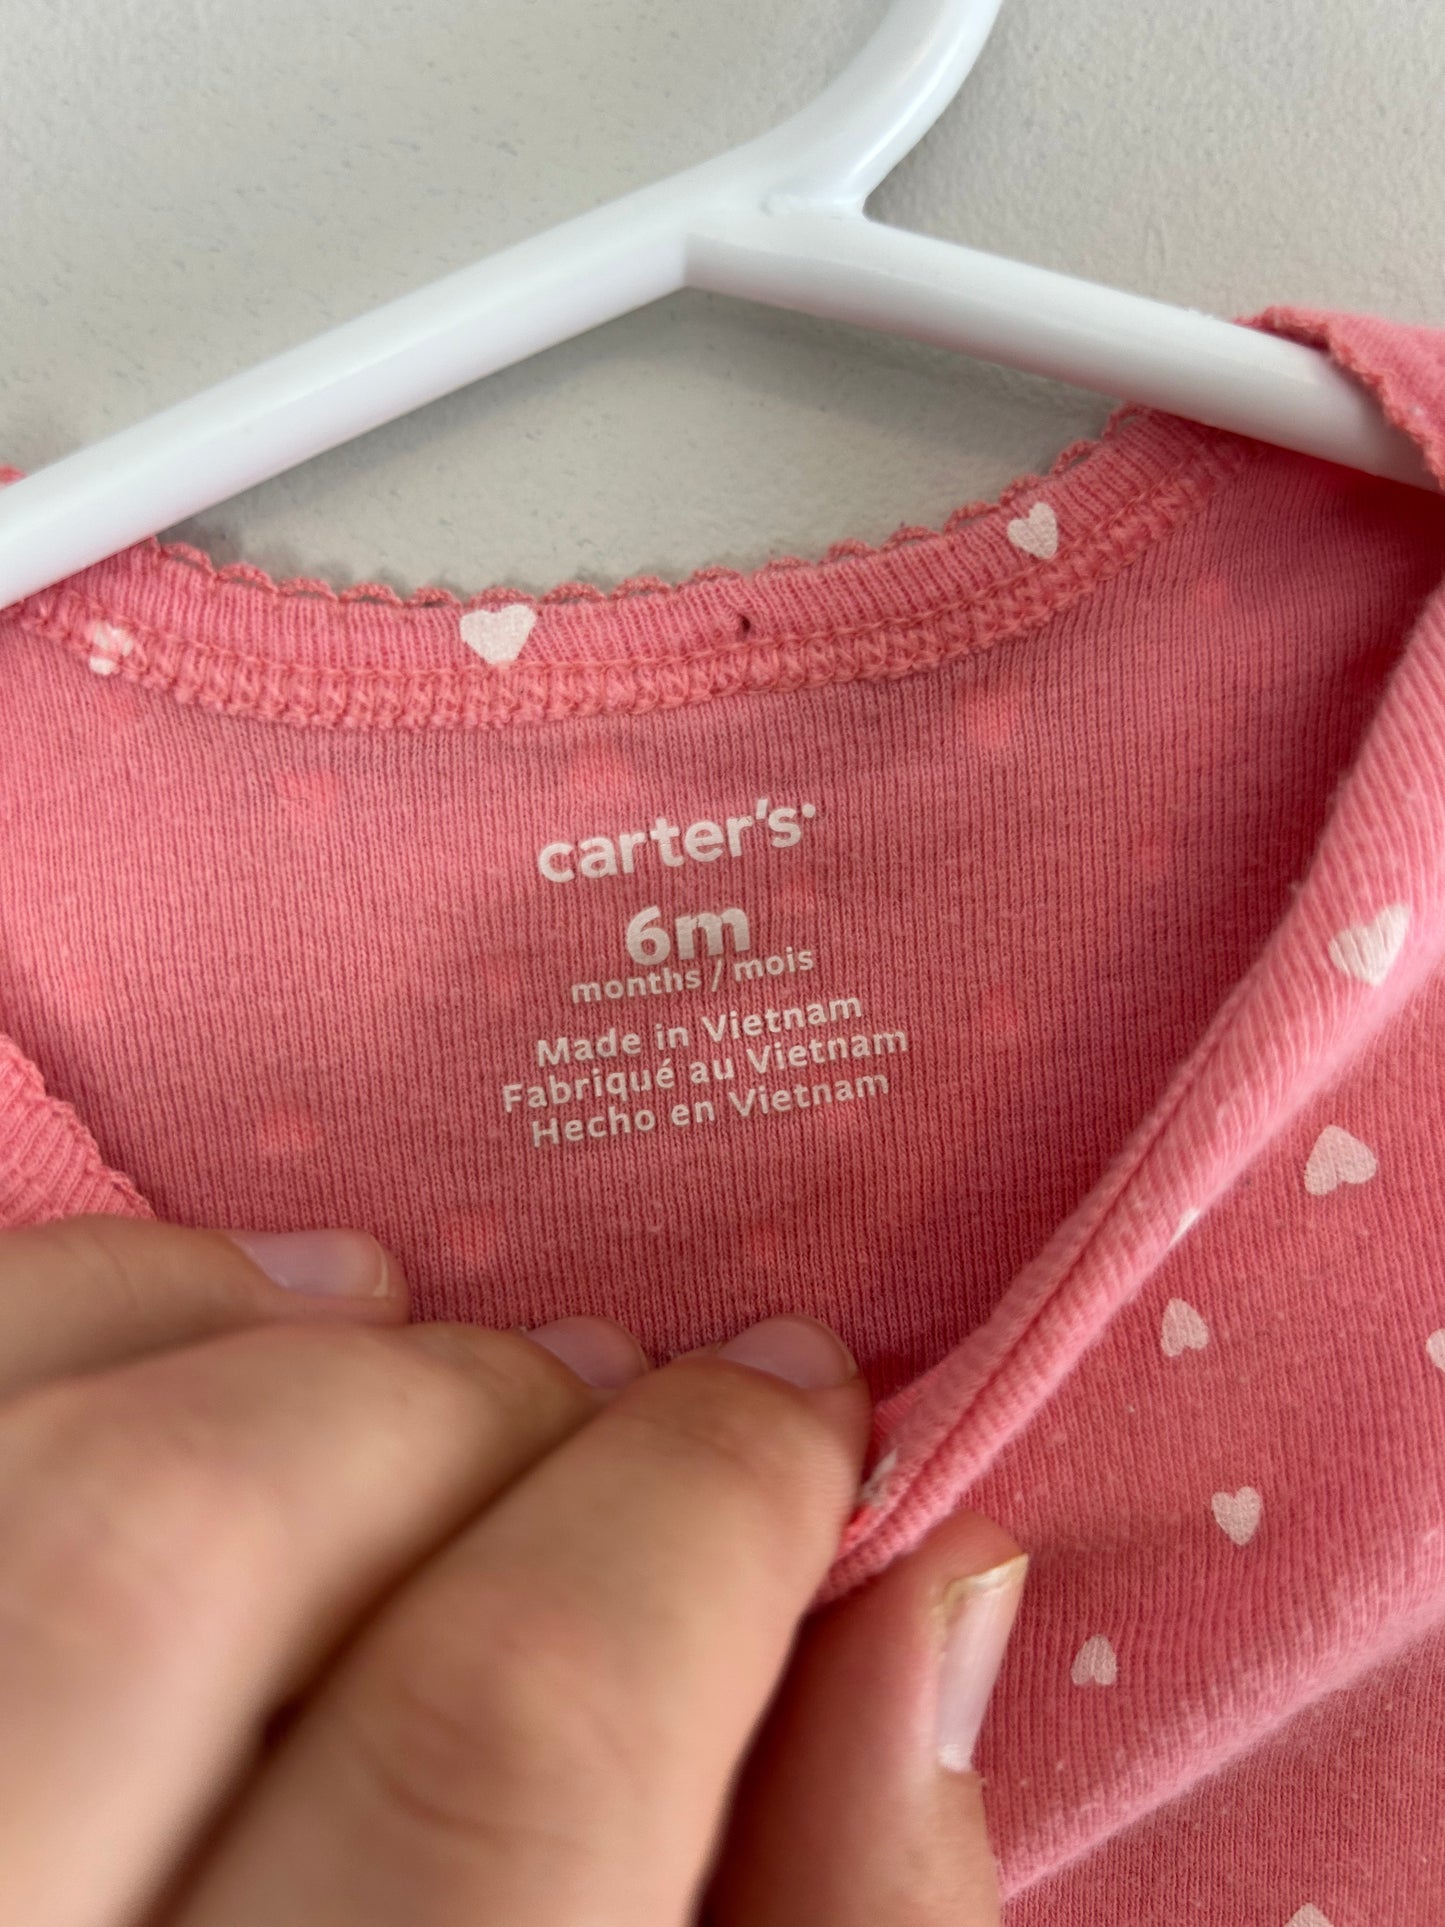 carter's
6m
months / mois
Made in Vietnam
Fabriqué au Vietnam
Hecho en Vietnam